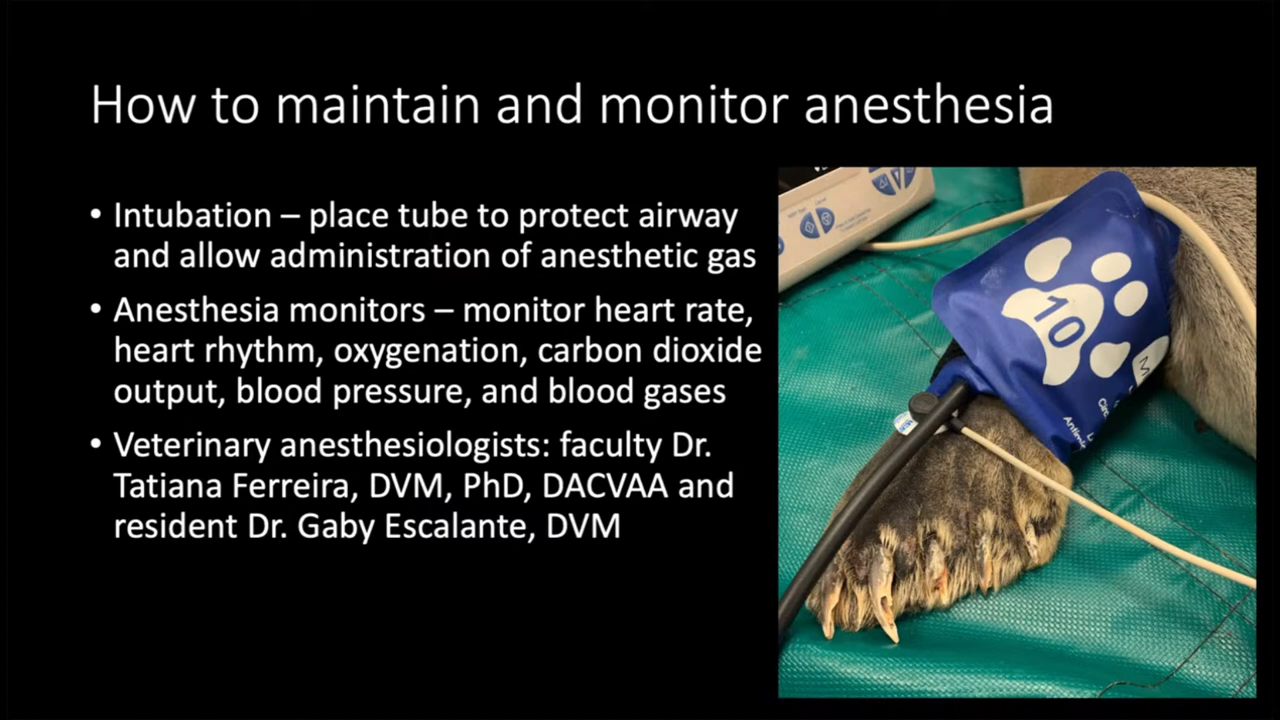 How to maintain and monitor anesthesia
• Intubation – place tube to protect airway
and allow administration of anesthetic gas
• Anesthesia monitors – monitor heart rate,
heart rhythm, oxygenation, carbon dioxide
output, blood pressure, and blood gases
• Veterinary anesthesiologists: faculty Dr.
Tatiana Ferreira, DVM, PhD, DACVAA and
resident Dr. Gaby Escalante, DVM
10
M